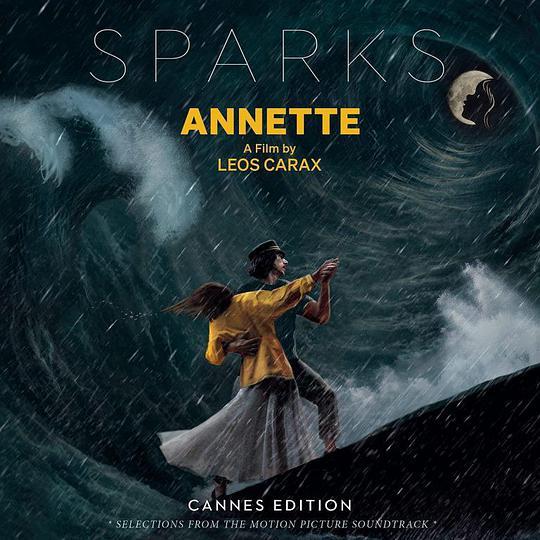 SPARKS
ANNETTE
A Film by
LEOS CARAX
CANNES EDITION
* SELECTIONS FROM THE MOTION PICTURE SOUNDTRACK *